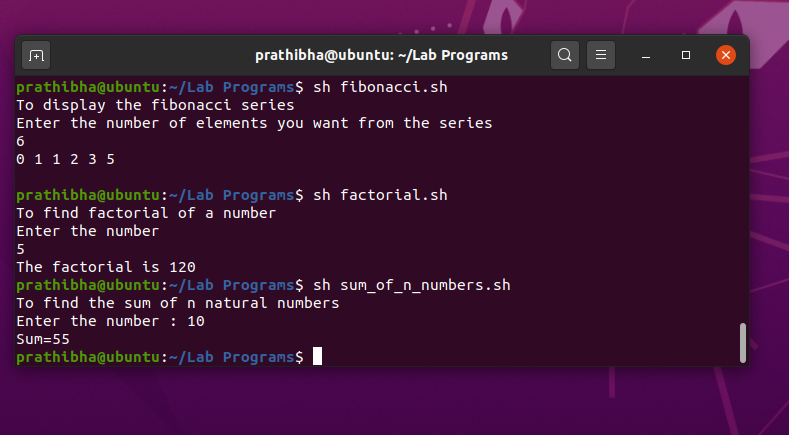 prathibha@ubuntu: ~/Lab Programs
prathibha@ubuntu:~/Lab Programs$ sh fibonacci.sh
To display the fibonacci series
Enter the number of elements you want from the series
6
0 1 1 2 3 5
prathibha@ubuntu:~/Lab Programs$ sh factorial.sh
To find factorial of a number
Enter the number
5
The factorial is 120
prathibha@ubuntu:~/Lab Programs$ sh sum_of_n_numbers.sh
To find the sum of n natural numbers
Enter the number : 10
Sum=55
prathibha@ubuntu:~/Lab Programs$